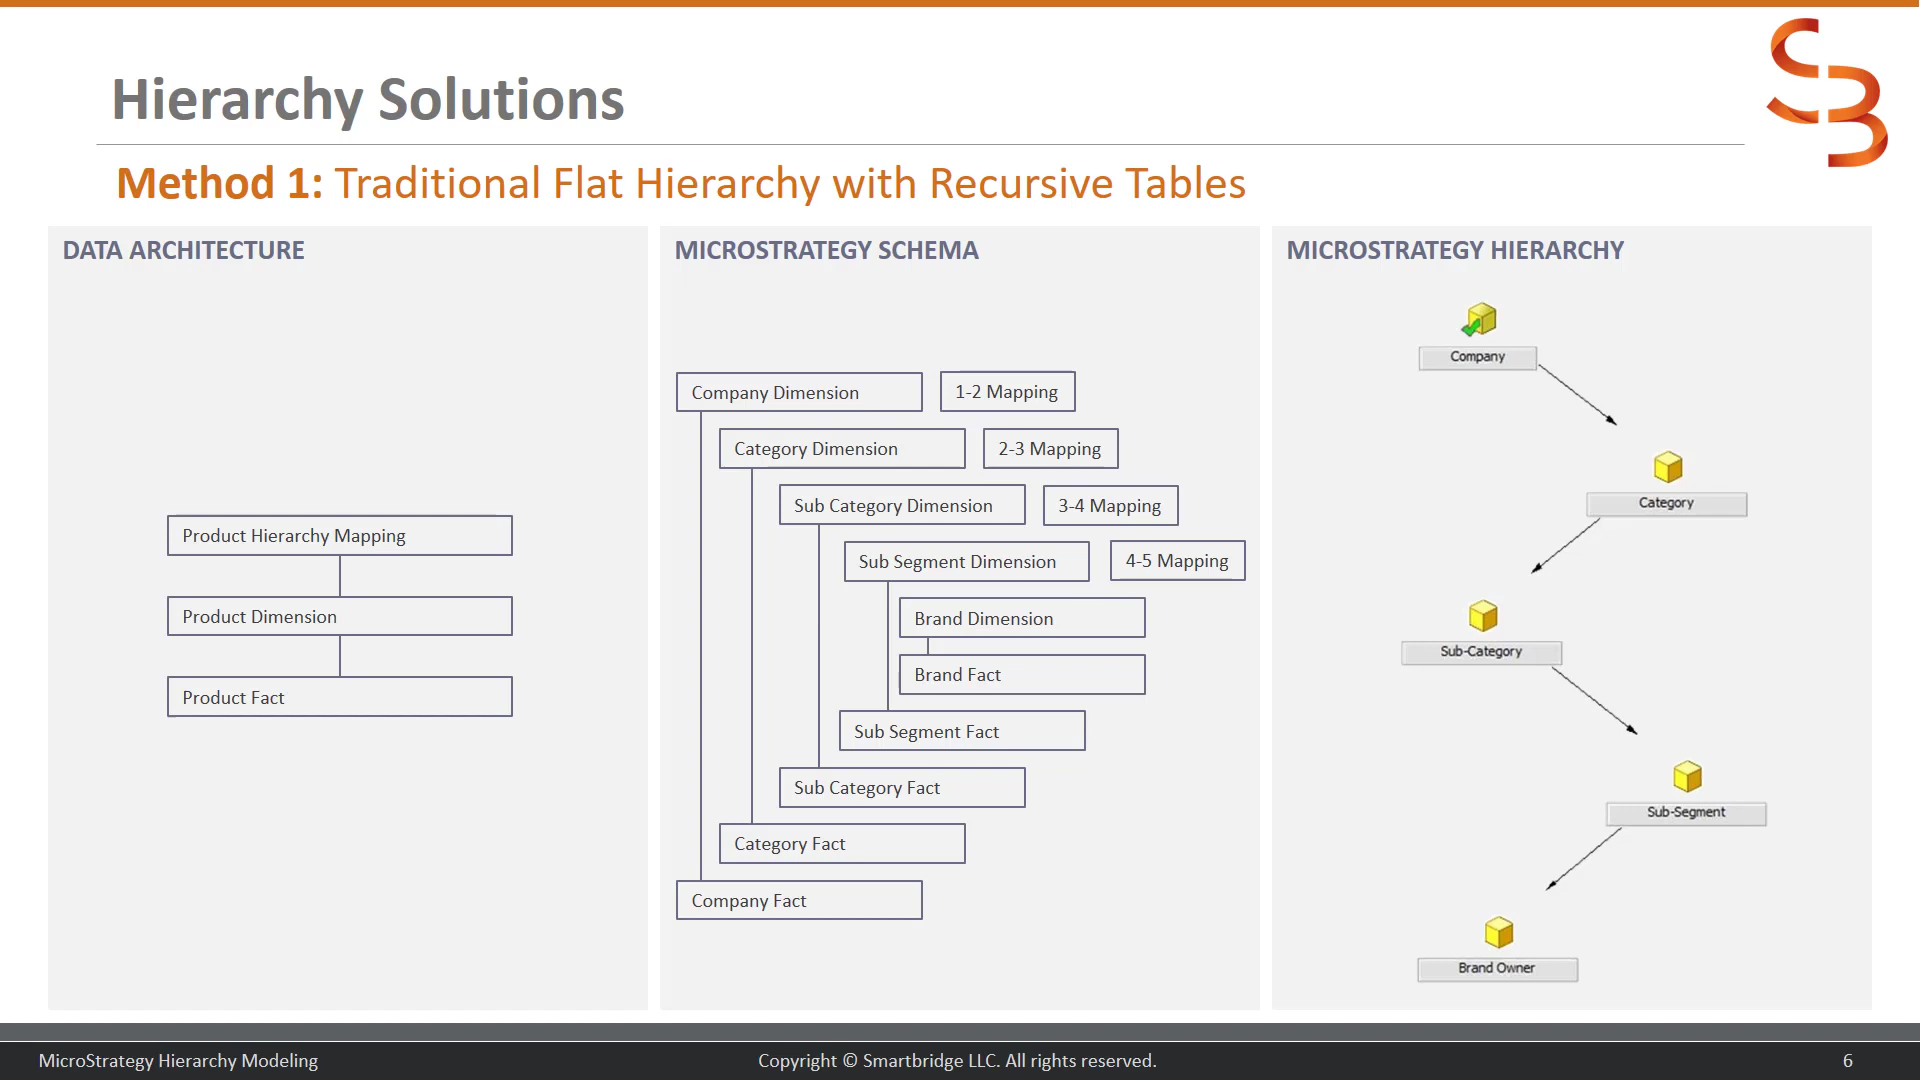 Hierarchy Solutions
SB
Method 1: Traditional Flat Hierarchy with Recursive Tables
DATA ARCHITECTURE
Product Hierarchy Mapping
Product Dimension
Product Fact
MICROSTRATEGY SCHEMA
Company Dimension
1-2 Mapping
Category Dimension
2-3 Mapping
Sub Category Dimension
3-4 Mapping
Sub Segment Dimension
4-5 Mapping
Brand Dimension
Brand Fact
Sub Segment Fact
Sub Category Fact
Category Fact
Company Fact
MICROSTRATEGY HIERARCHY
Company
Category
Sub-Category
Sub-Segment
Brand Owner
MicroStrategy Hierarchy Modeling
Copyright © Smartbridge LLC. All rights reserved.
6